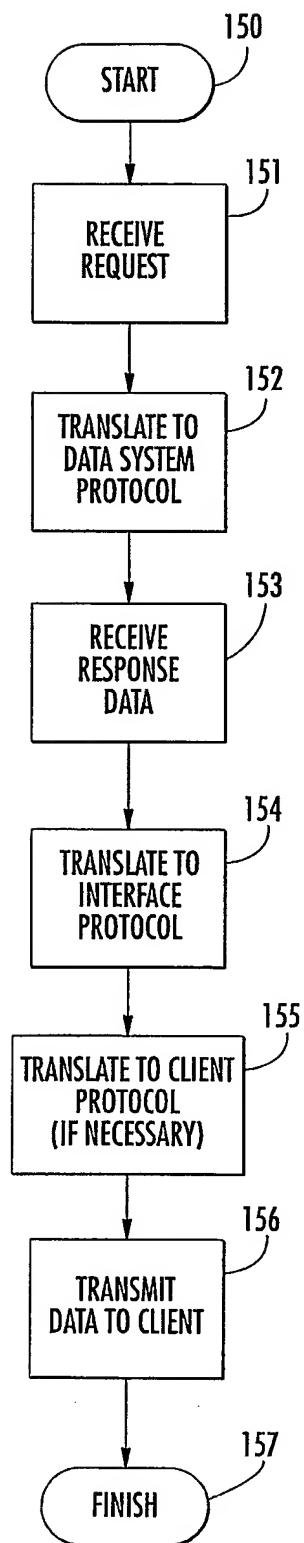 150
START
151
RECEIVE
REQUEST
152
TRANSLATE TO
DATA SYSTEM
PROTOCOL
153
RECEIVE
RESPONSE
DATA
154
TRANSLATE TO
INTERFACE
PROTOCOL
155
TRANSLATE TO CLIENT
PROTOCOL
(IF NECESSARY)
156
TRANSMIT
DATA TO CLIENT
157
FINISH